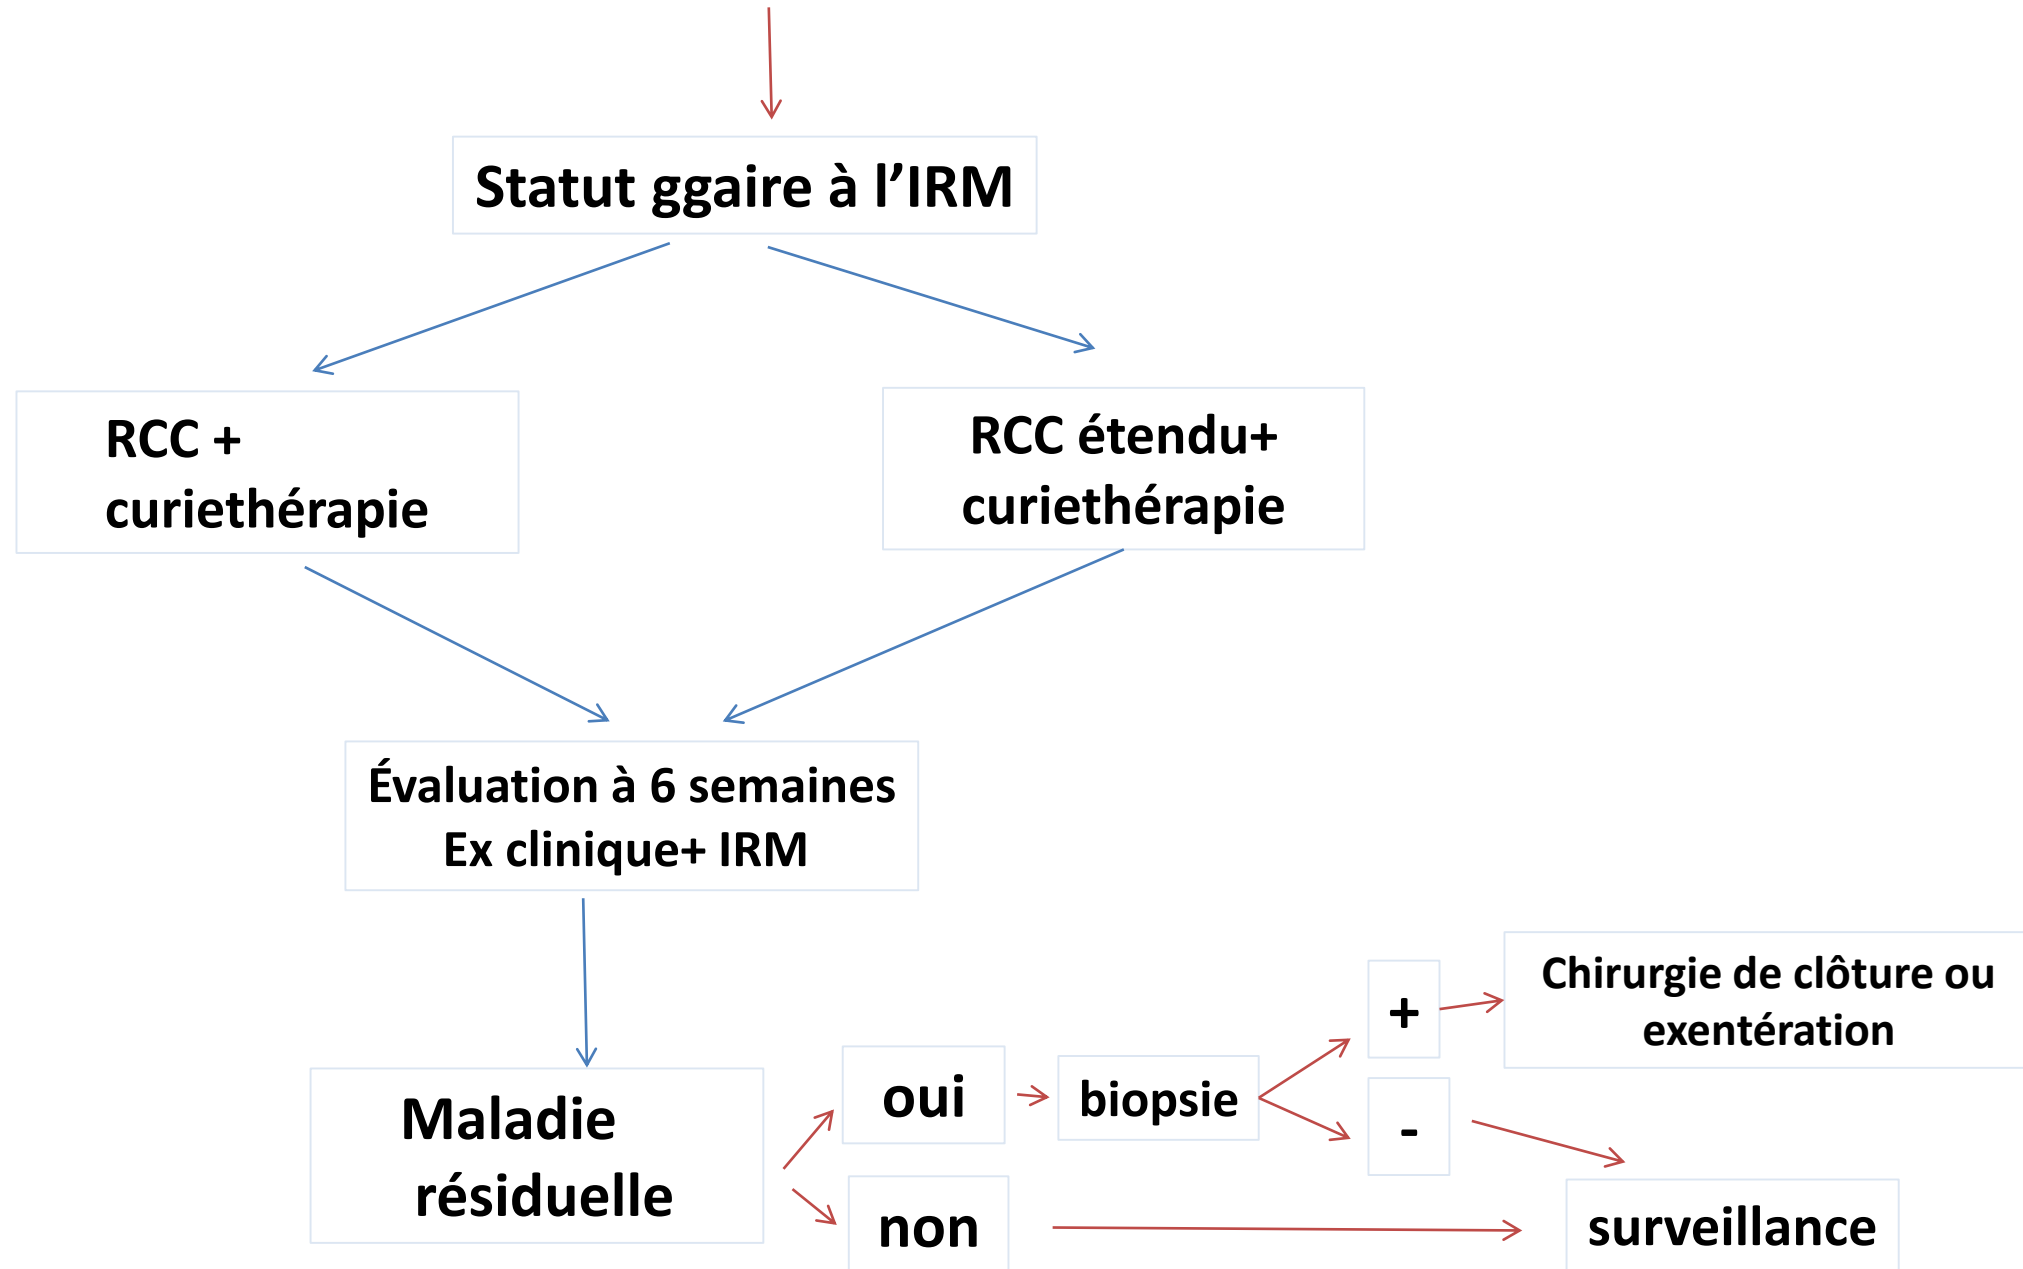 Statut ggaire à l’IRM
RCC +
curiethérapie
RCC étendu+
curiethérapie
Évaluation à 6 semaines
Ex clinique+ IRM
Maladie
résiduelle
oui
non
biopsie
+
-
Chirurgie de clôture ou
exentération
surveillance